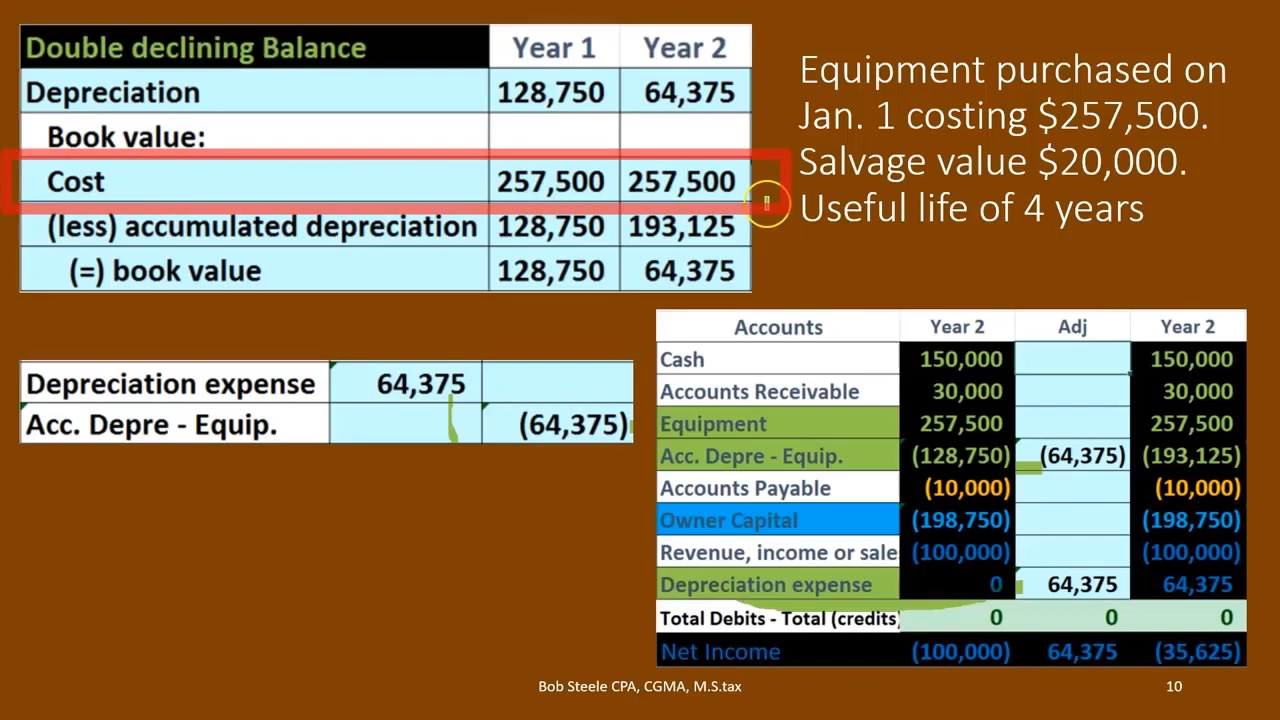 Double declining Balance Year 1 Year 2
Depreciation 128,750 64,375
Book value:
Cost 257,500 257,500
(less) accumulated depreciation 128,750 193,125
(=) book value 128,750 64,375
Equipment purchased on
Jan. 1 costing $257,500.
Salvage value $20,000.
Useful life of 4 years
Depreciation expense 64,375
Acc. Depre - Equip. (64,375)
Accounts Year 2 Adj Year 2
Cash 150,000 150,000
Accounts Receivable 30,000 30,000
Equipment 257,500 257,500
Acc. Depre - Equip. (128,750) (64,375) (193,125)
Accounts Payable (10,000) (10,000)
Owner Capital (198,750) (198,750)
Revenue, income or sale (100,000) (100,000)
Depreciation expense 0 64,375 64,375
Total Debits - Total (credits) 0 0 0
Net Income (100,000) 64,375 (35,625)
Bob Steele CPA, CGMA, M.S.tax 10